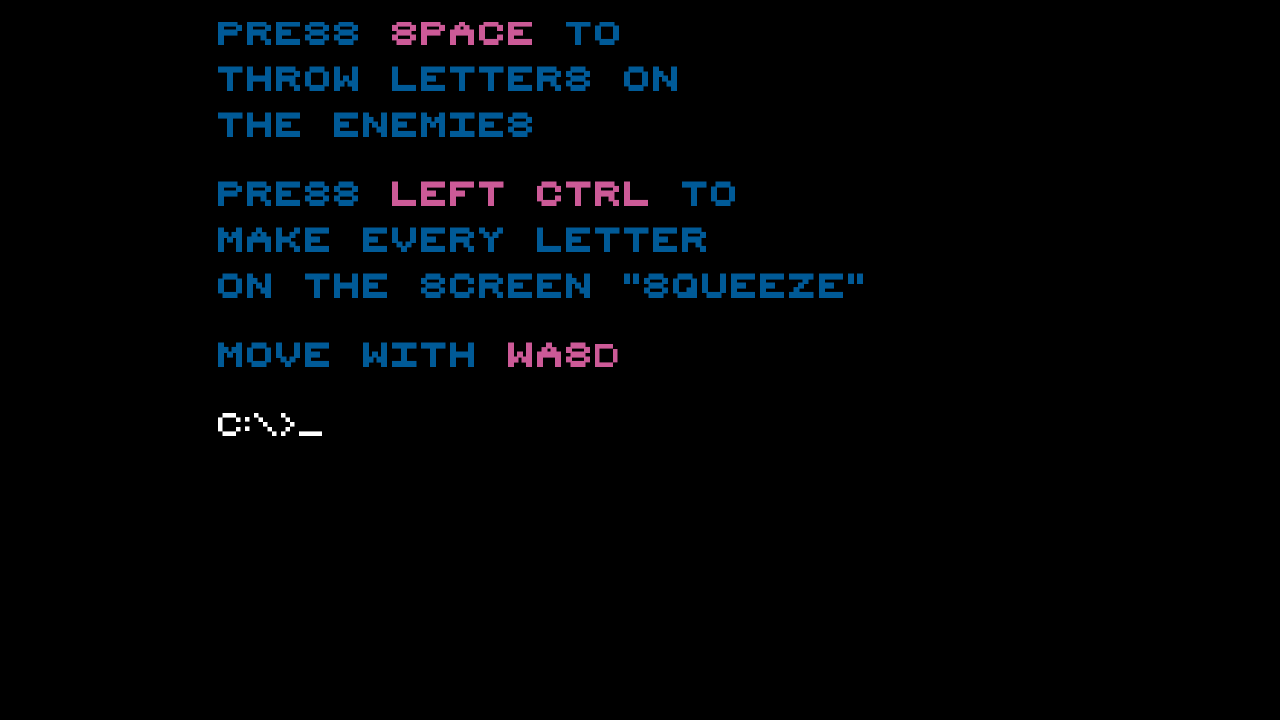 PRESS SPACE TO
THROW LETTERS ON
THE ENEMIES
PRESS LEFT CTRL TO
MAKE EVERY LETTER
ON THE SCREEN "SQUEEZE"
MOVE WITH WASD
C:\>_